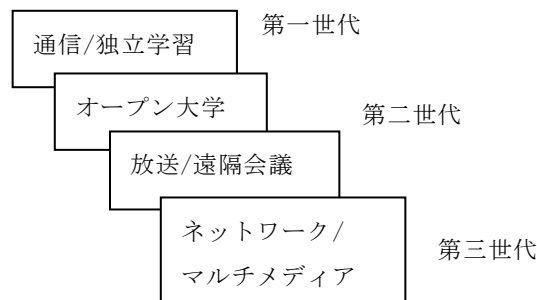 第一世代
通信/独立学習
オープン大学
第二世代
放送/遠隔会議
ネットワーク/
マルチメディア
第三世代